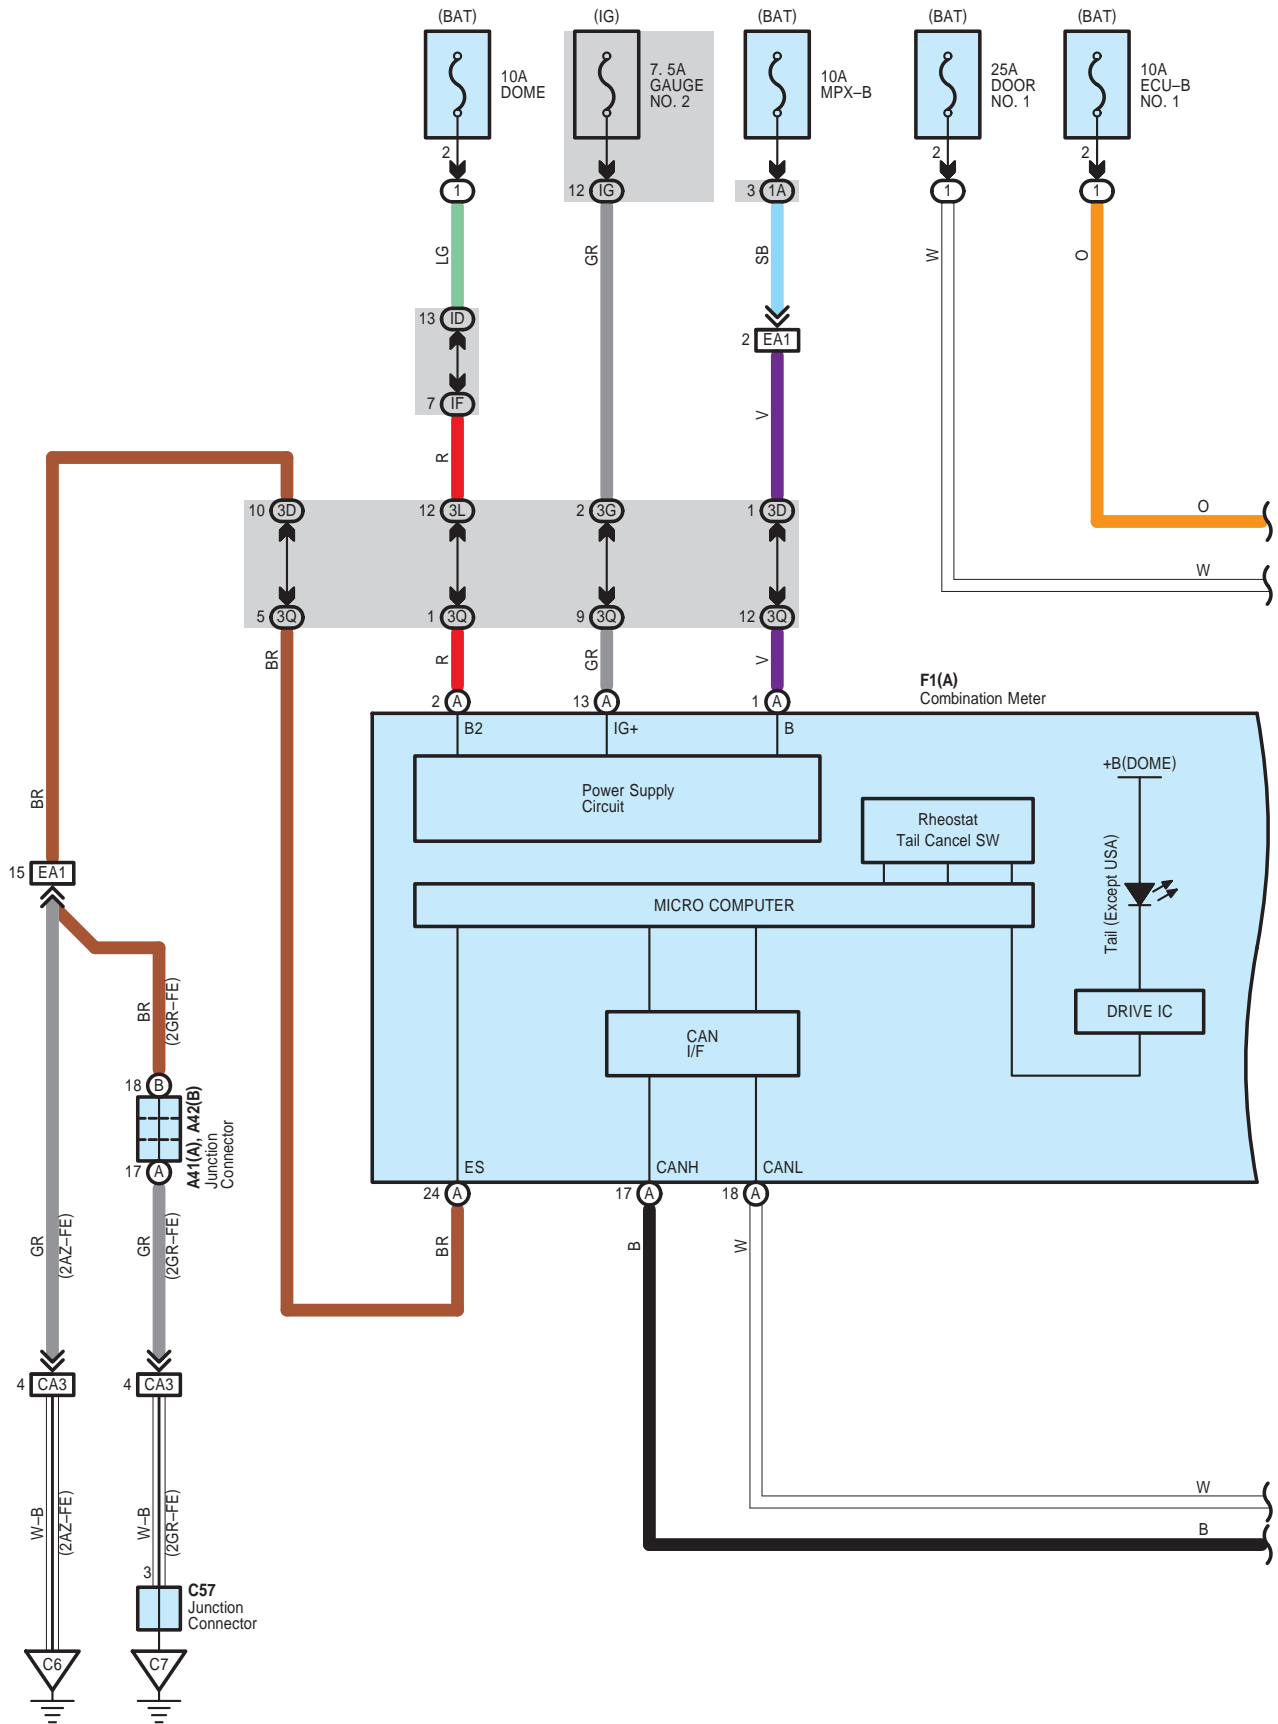 (BAT)
(IG)
(BAT)
(BAT)
(BAT)
10A
DOME
7. 5A
GAUGE
NO. 2
10A
MPX–B
25A
DOOR
NO. 1
10A
ECU–B
NO. 1
2
2
2
1
12 IG
3 1A
1
1
LG
GR
SB
W
O
13 ID
2 EA1
7 IF
R
V
10 3D
12 3L
2 3G
1 3D
O
W
5 3Q
1 3Q
9 3Q
12 3Q
BR
R
GR
V
F1(A)
Combination Meter
2 A
13 A
1 A
B2
IG+
B
Power Supply
Circuit
+B(DOME)
Rheostat
Tail Cancel SW
Tail (Except USA)
MICRO COMPUTER
BR
15 EA1
DRIVE IC
CAN
I/F
BR
(2GR–FE)
18 B
A41(A), A42(B)
Junction
Connector
17 A
ES
CANH
CANL
24 A
17 A
18 A
GR
(2AZ–FE)
GR
(2GR–FE)
BR
B
W
4 CA3
4 CA3
W
B
W–B
(2AZ–FE)
W–B
(2GR–FE)
3
C57
Junction
Connector
C6
C7